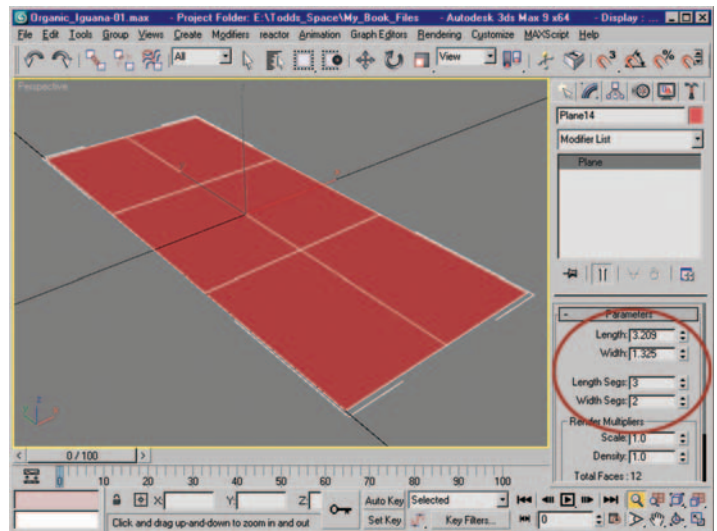 Organic_Iguana-01.max - Project Folder: E:\Todds_Space\My_Book_Files - Autodesk 3ds Max 9 x64 - Display : ...
File Edit Tools Group Views Create Modifiers reactor Animation Graph Editors Rendering Customize MAXScript Help
All View
Perspective
Plane14
Modifier List
Plane
Parameters
Length: 3.209
Width: 1.325
Length Segs: 3
Width Segs: 2
Render Multipliers
Scale: 1.0
Density: 1.0
Total Faces : 12
0 / 100
0 10 20 30 40 50 60 70 80 90 100
X: Y: Z: Auto Key Selected
Click and drag up-and-down to zoom in and out Set Key Key Filters... 0